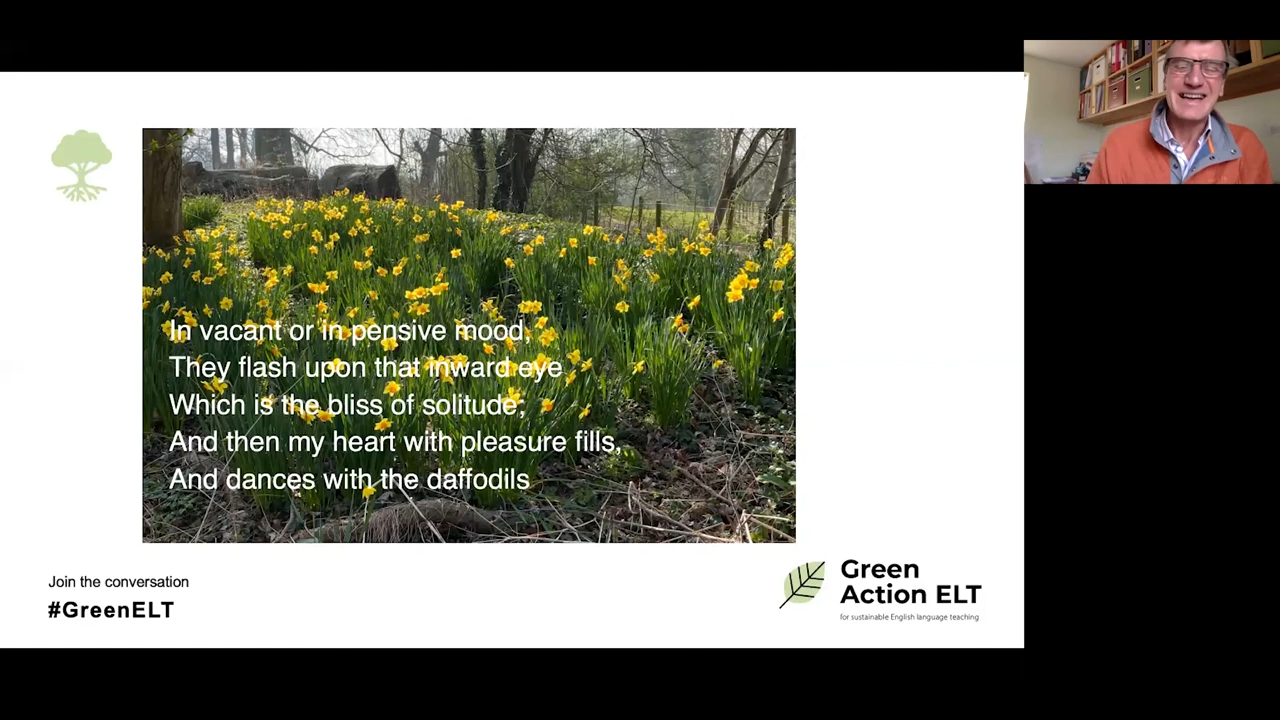 In vacant or in pensive mood,
They flash upon that inward eye
Which is the bliss of solitude;
And then my heart with pleasure fills,
And dances with the daffodils
Join the conversation
#GreenELT
Green
Action ELT
for sustainable English language teaching